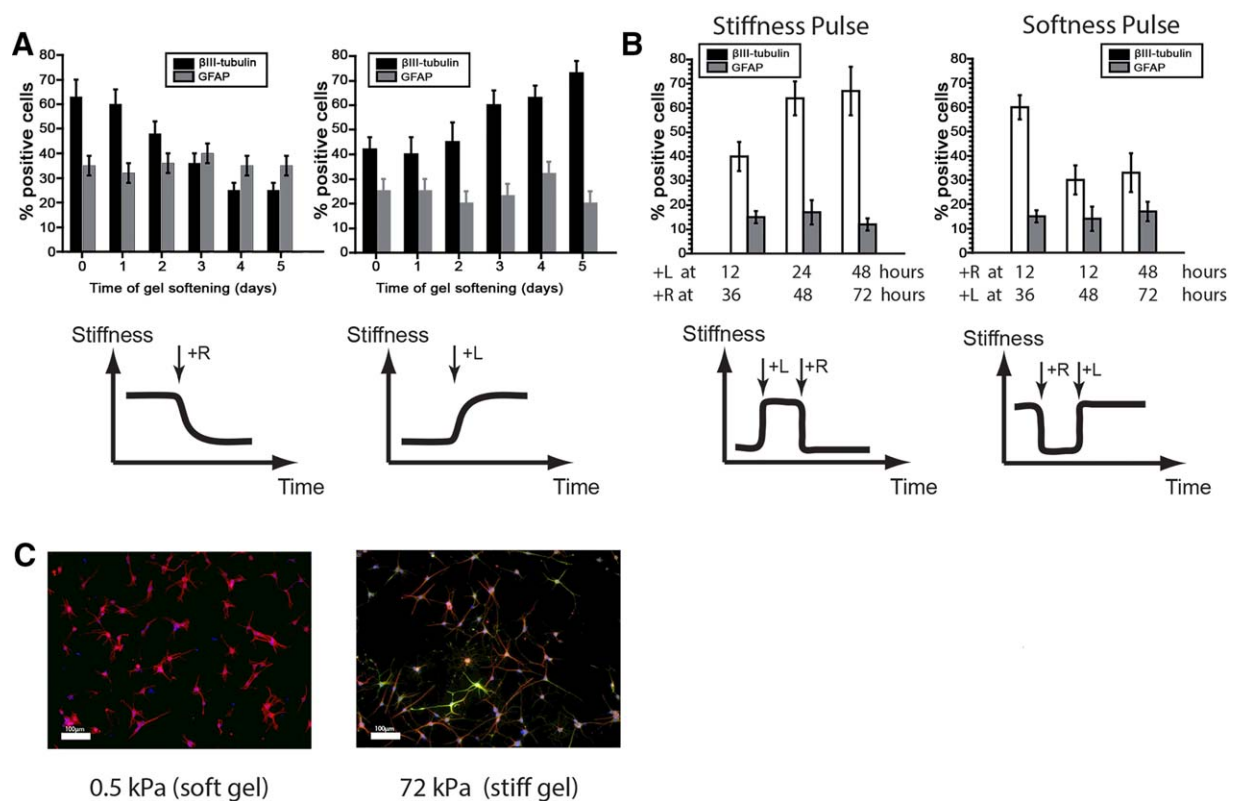 A
βIII-tubulin
GFAP
% positive cells
80
70
60
50
40
30
20
10
0
0 1 2 3 4 5
Time of gel softening (days)
βIII-tubulin
GFAP
% positive cells
80
70
60
50
40
30
20
10
0
0 1 2 3 4 5
Time of gel softening (days)
Stiffness
+R
Time
Stiffness
+L
Time
B
Stiffness Pulse
βIII-tubulin
GFAP
% positive cells
80
70
60
50
40
30
20
10
0
+L at 12 24 48 hours
+R at 36 48 72 hours
Softness Pulse
βIII-tubulin
GFAP
% positive cells
80
70
60
50
40
30
20
10
0
+R at 12 12 48 hours
+L at 36 48 72 hours
Stiffness
+L +R
Time
Stiffness
+R +L
Time
C
100μm
0.5 kPa (soft gel)
100μm
72 kPa (stiff gel)